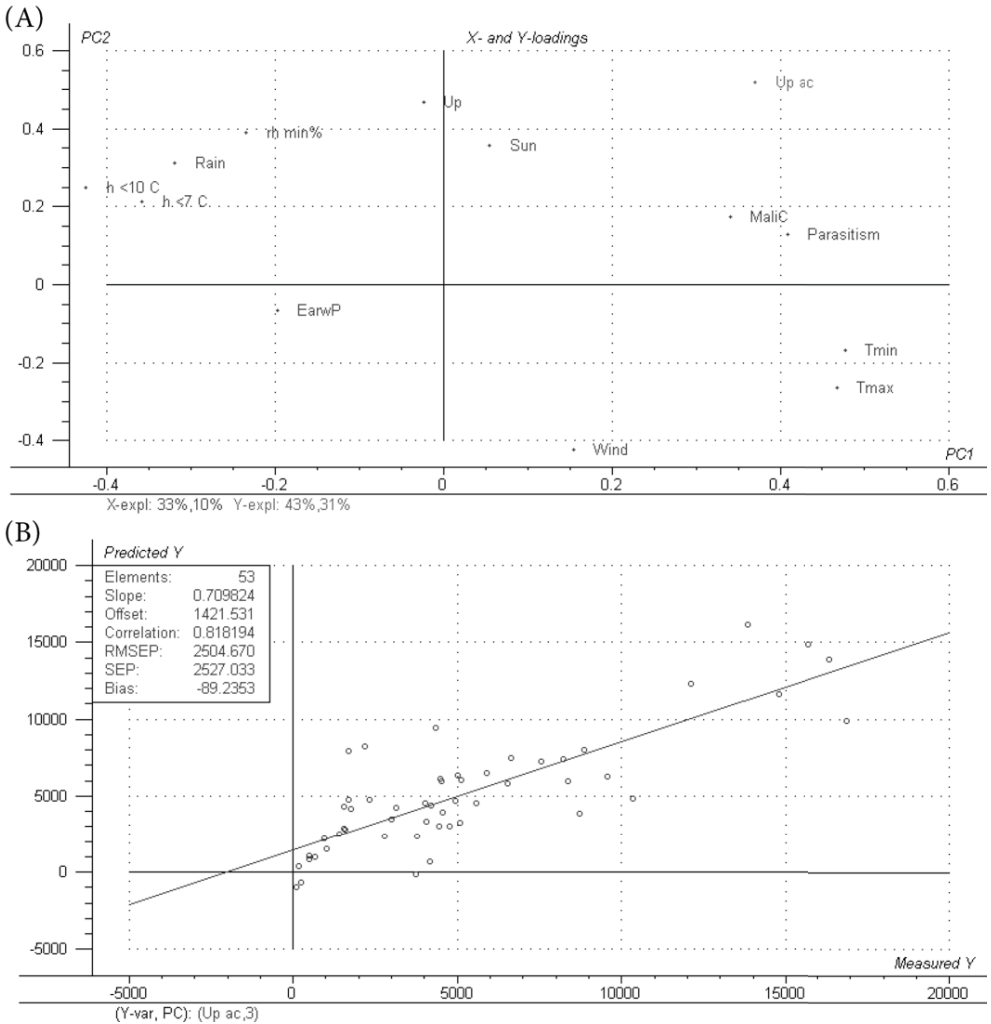 (A)
PC2
X- and Y-loadings
0.6
Up ac
Up
0.4
rh min%
Sun
Rain
h <10 C
h <7 C
0.2
MaliC
Parasitism
0
EarwP
Tmin
-0.2
Tmax
-0.4
Wind
PC1
-0.4
-0.2
0
0.2
0.4
0.6
X-expl: 33%,10% Y-expl: 43%,31%
(B)
Predicted Y
20000
Elements: 53
Slope: 0.709824
Offset: 1421.531
Correlation: 0.818194
RMSEP: 2504.670
SEP: 2527.033
Bias: -89.2353
15000
10000
5000
0
-5000
Measured Y
-5000
0
5000
10000
15000
20000
(Y-var, PC): (Up ac,3)